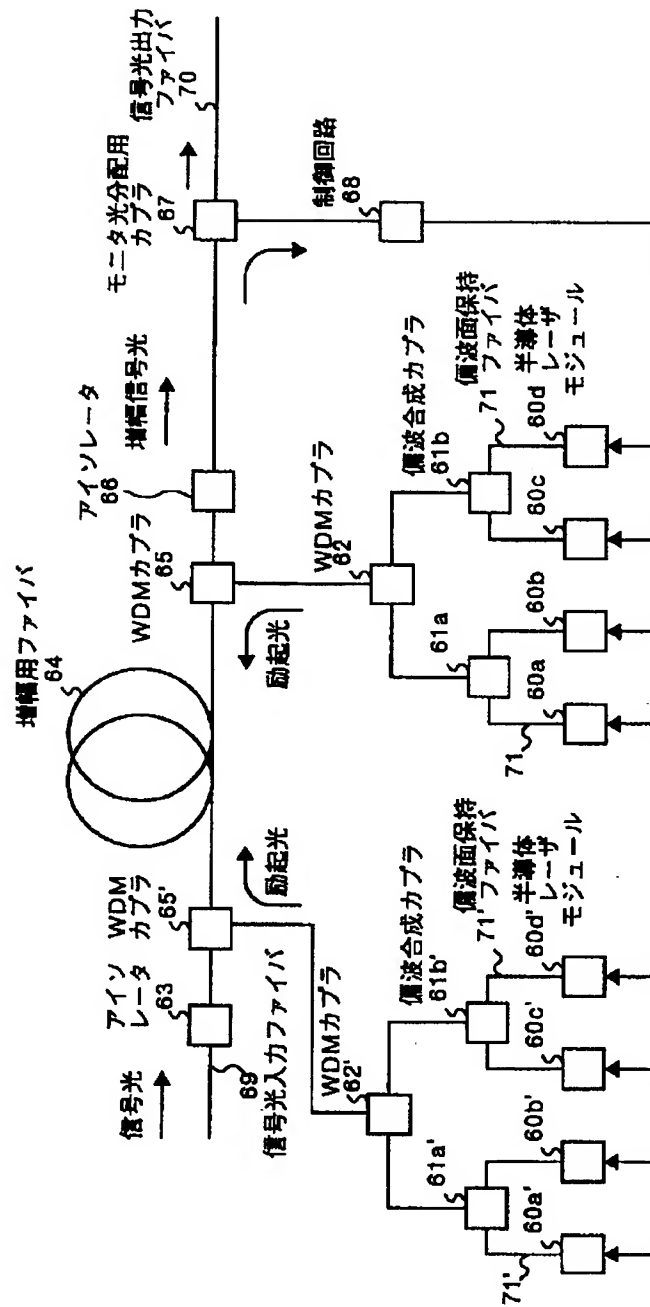 信号光
アイソ
レータ
63
WDM
カプラ
65'
増幅用ファイバ
64
WDMカプラ
65
アイソレータ
66
増幅信号光
モニタ光分配用
カプラ
67
信号光出力
ファイバ
70
69
信号光入力ファイバ
励起光
励起光
制御回路
68
WDMカプラ
62'
WDMカプラ
62
61a'
偏波合成カプラ
61b'
61a
偏波合成カプラ
61b
71'
60a'
60b'
60c'
偏波面保持
71' ファイバ
半導体
レーザ
60d' モジュール
71
60a
60b
60c
偏波面保持
71 ファイバ
半導体
レーザ
60d モジュール